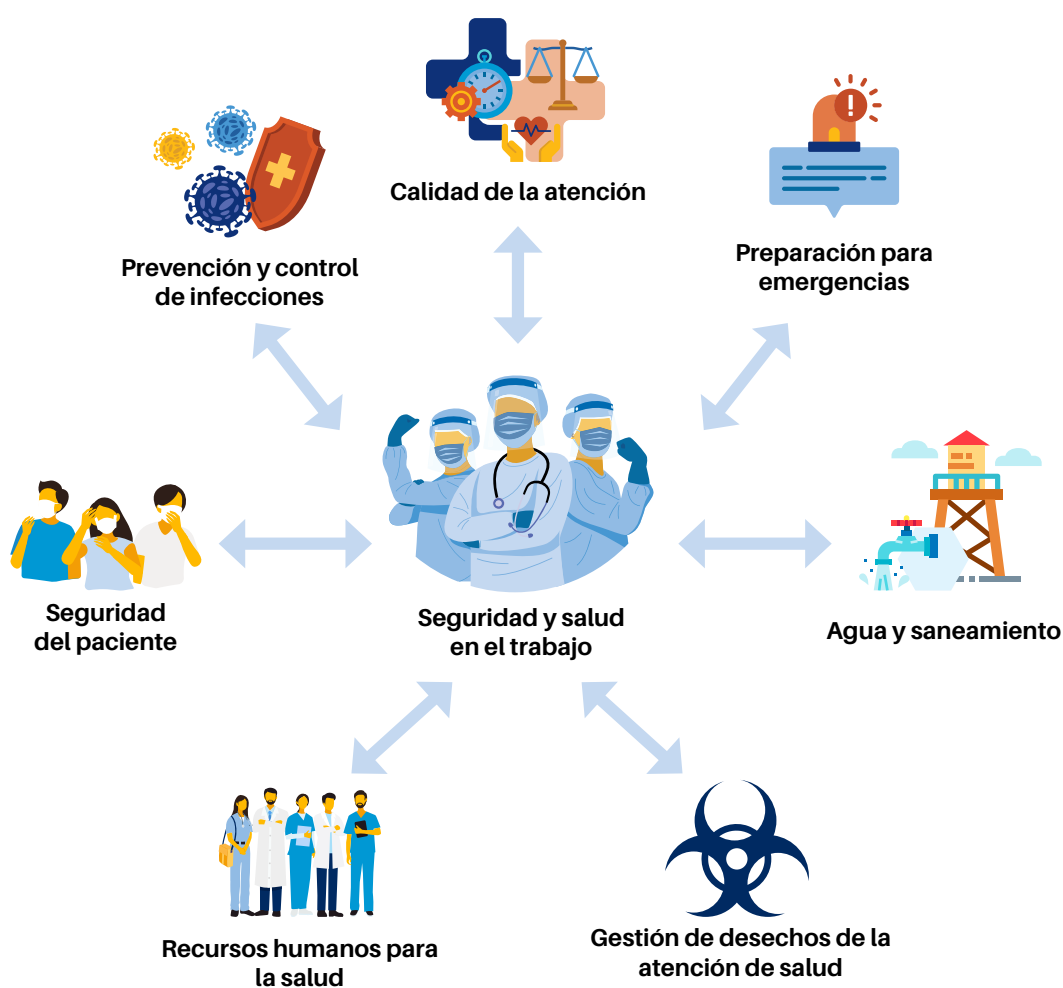 Calidad de la atención
Prevención y control
de infecciones
Preparación para
emergencias
Seguridad
del paciente
Seguridad y salud
en el trabajo
Agua y saneamiento
Recursos humanos para
la salud
Gestión de desechos de la
atención de salud